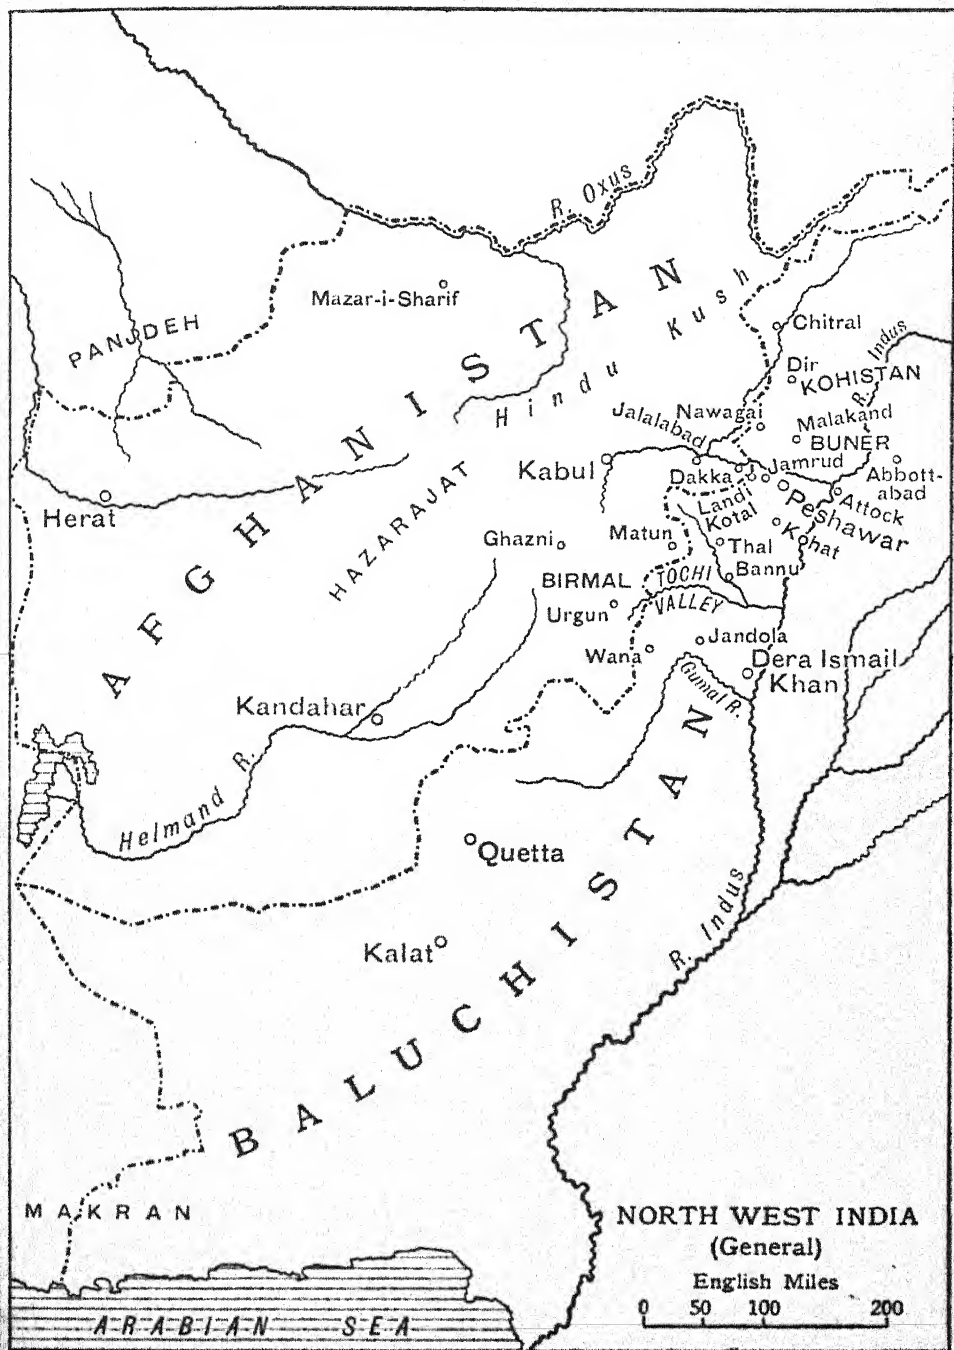 R. Oxus
Mazar-i-Sharif
PANJDEH
AFGHANISTAN
Hindu Kush
Chitral
R. Indus
Dir
KOHISTAN
Nawagai
Malakand
BUNER
Jalalabad
Kabul
Dakka
Jamrud
Abbott-
abad
Landi
Kotal
Peshawar
Attock
Herat
HAZARAJAT
Ghazni
Matun
Thal
Kohat
BIRMAL
TOCHI
VALLEY
Bannu
Urgun
Wana
Jandola
Dera Ismail
Khan
Gumal R.
Kandahar
Helmand R.
Quetta
Kalat
BALUCHISTAN
R. Indus
MAKRAN
ARABIAN SEA
NORTH WEST INDIA
(General)
English Miles
0 50 100 200